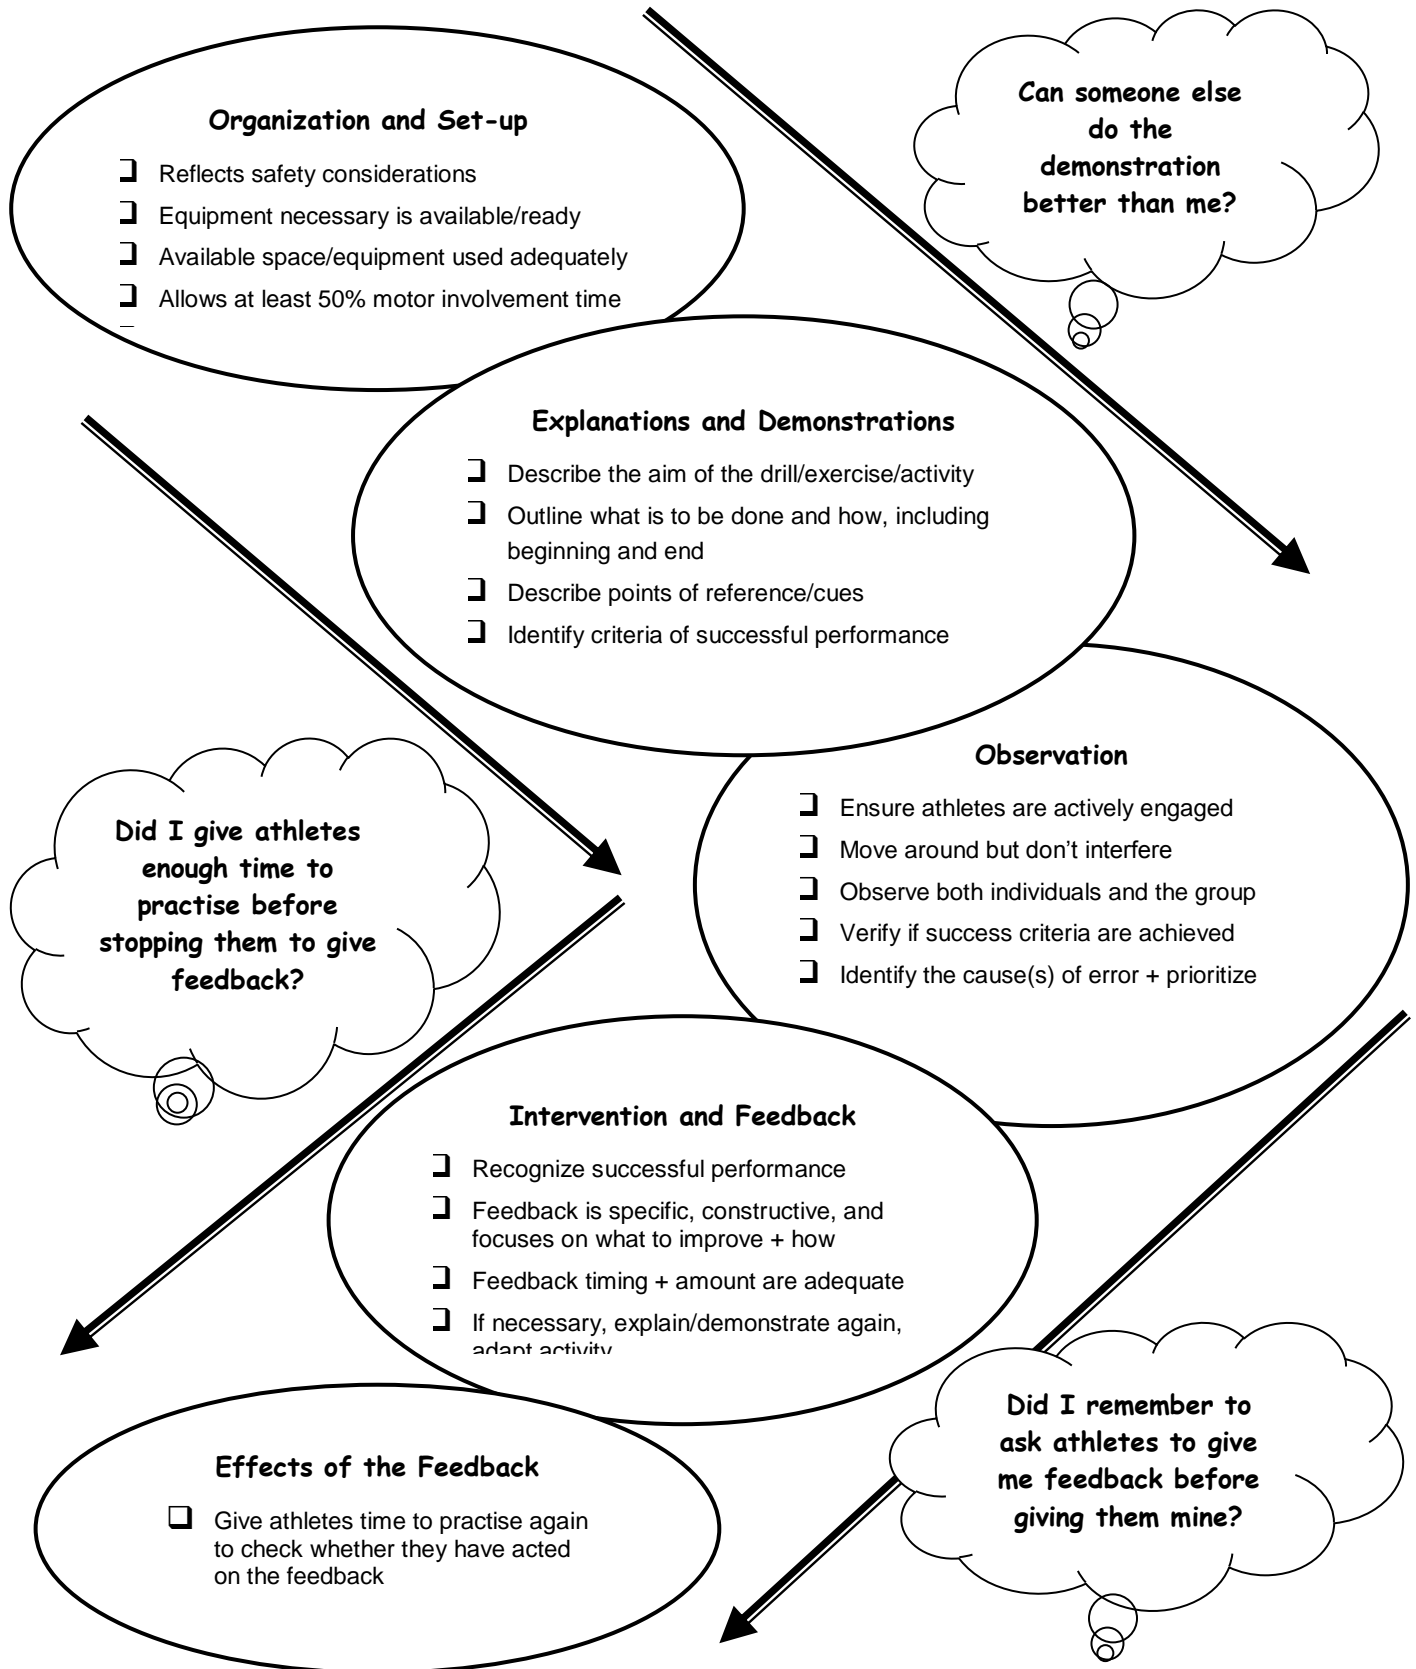 Can someone else
do the
demonstration
better than me?
Organization and Set-up
❏ Reflects safety considerations
❏ Equipment necessary is available/ready
❏ Available space/equipment used adequately
❏ Allows at least 50% motor involvement time
Explanations and Demonstrations
❏ Describe the aim of the drill/exercise/activity
❏ Outline what is to be done and how, including
beginning and end
❏ Describe points of reference/cues
❏ Identify criteria of successful performance
Observation
❏ Ensure athletes are actively engaged
❏ Move around but don’t interfere
❏ Observe both individuals and the group
❏ Verify if success criteria are achieved
❏ Identify the cause(s) of error + prioritize
Did I give athletes
enough time to
practise before
stopping them to give
feedback?
Intervention and Feedback
❏ Recognize successful performance
❏ Feedback is specific, constructive, and
focuses on what to improve + how
❏ Feedback timing + amount are adequate
❏ If necessary, explain/demonstrate again,
adapt activity
Did I remember to
ask athletes to give
me feedback before
giving them mine?
Effects of the Feedback
❏ Give athletes time to practise again
to check whether they have acted
on the feedback